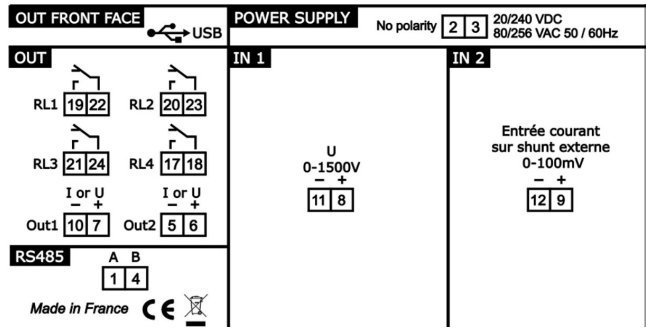 OUT FRONT FACE
USB
POWER SUPPLY
No polarity 2 3 20/240 VDC
80/256 VAC 50 / 60Hz
OUT
RL1 19 22 RL2 20 23
RL3 21 24 RL4 17 18
I or U I or U
– + – +
Out1 10 7 Out2 5 6
RS485
A B
1 4
Made in France CE
IN 1
U
0-1500V
– +
11 8
IN 2
Entrée courant
sur shunt externe
0-100mV
– +
12 9